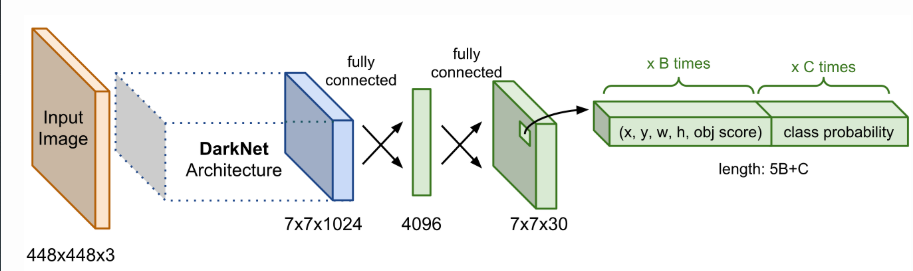 Input
Image
448x448x3
DarkNet
Architecture
fully
connected
7x7x1024
4096
fully
connected
7x7x30
x B times
x C times
(x, y, w, h, obj score)
class probability
length: 5B+C